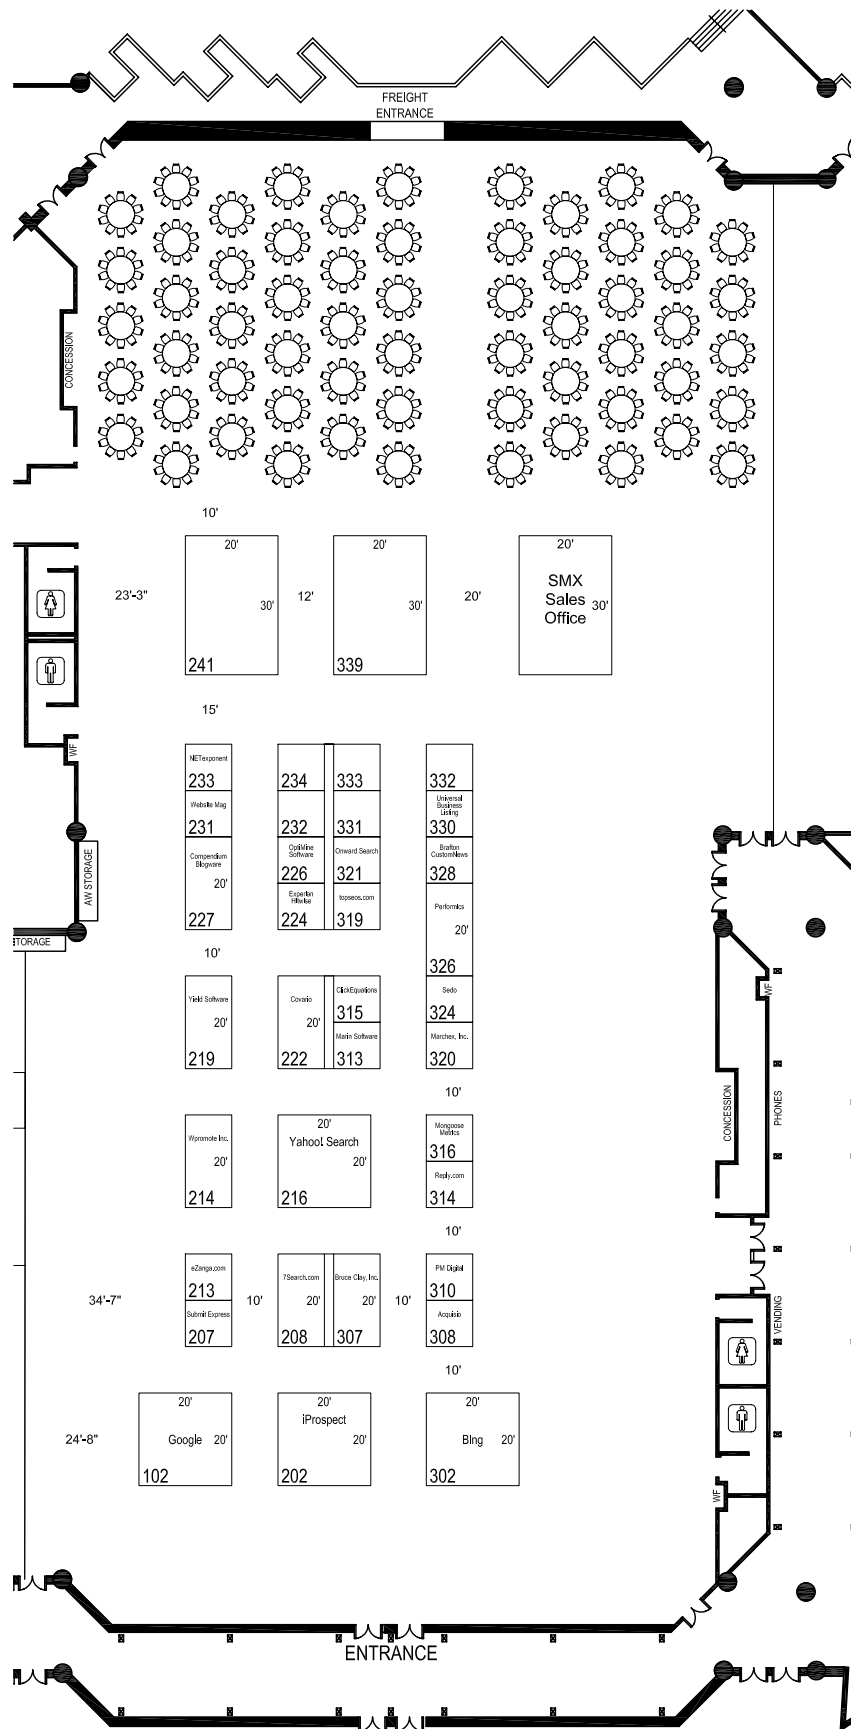 FREIGHT
ENTRANCE
CONCESSION
10'
20'
20'
20'
23'-3"
30'
12'
30'
20'
SMX
Sales
Office
30'
241
339
15'
WF
NETexponent
233
234
333
332
Website Mag
231
232
331
Universal
Business
Listing
330
Compendium
Blogware
20'
227
OptiMine
Software
226
Onward Search
321
Brafton
CustomNews
328
Experian
Hitwise
224
topseos.com
319
Performics
20'
326
AW STORAGE
TORAGE
10'
WF
Yield Software
20'
219
Covario
20'
222
ClickEquations
315
Marin Software
313
Sedo
324
Marchex, Inc.
320
10'
CONCESSION
PHONES
Wpromote Inc.
20'
214
20'
Yahoo! Search
20'
216
Mongoose
Metrics
316
Reply.com
314
10'
eZanga.com
213
Submit Express
207
34'-7"
10'
7Search.com
20'
208
Bruce Clay, Inc.
20'
307
10'
PM Digital
310
Acquisio
308
VENDING
10'
24'-8"
20'
Google
20'
102
20'
iProspect
20'
202
20'
Bing
20'
302
WF
ENTRANCE